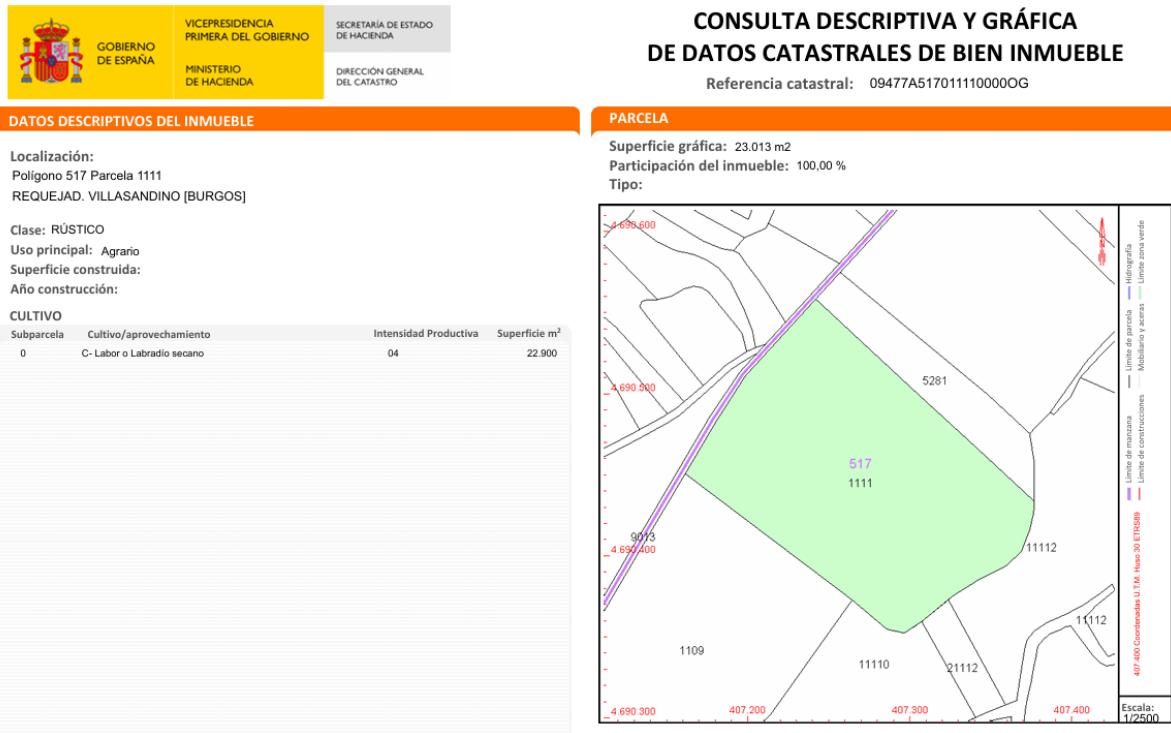 GOBIERNO
DE ESPAÑA
VICEPRESIDENCIA
PRIMERA DEL GOBIERNO
MINISTERIO
DE HACIENDA
SECRETARÍA DE ESTADO
DE HACIENDA
DIRECCIÓN GENERAL
DEL CATASTRO
CONSULTA DESCRIPTIVA Y GRÁFICA
DE DATOS CATASTRALES DE BIEN INMUEBLE
Referencia catastral: 09477A517011110000OG
DATOS DESCRIPTIVOS DEL INMUEBLE
Localización:
Polígono 517 Parcela 1111
REQUEJAD. VILLASANDINO [BURGOS]
Clase: RÚSTICO
Uso principal: Agrario
Superficie construida:
Año construcción:
CULTIVO
Subparcela Cultivo/aprovechamiento Intensidad Productiva Superficie m²
0 C- Labor o Labradío secano 04 22.900
PARCELA
Superficie gráfica: 23.013 m2
Participación del inmueble: 100,00 %
Tipo:
4.690.600
4.690.500
5281
517
1111
9013
4.690.400
11112
11112
1109
11110
21112
4.690.300
407.200
407.300
407.400
Hidrografía
Límite zona verde
Límite de parcela
Mobiliario y aceras
Límite de manzana
Límite de construcciones
407.400 Coordenadas U.T.M. Huso 30 ETRS89
Escala:
1/2500